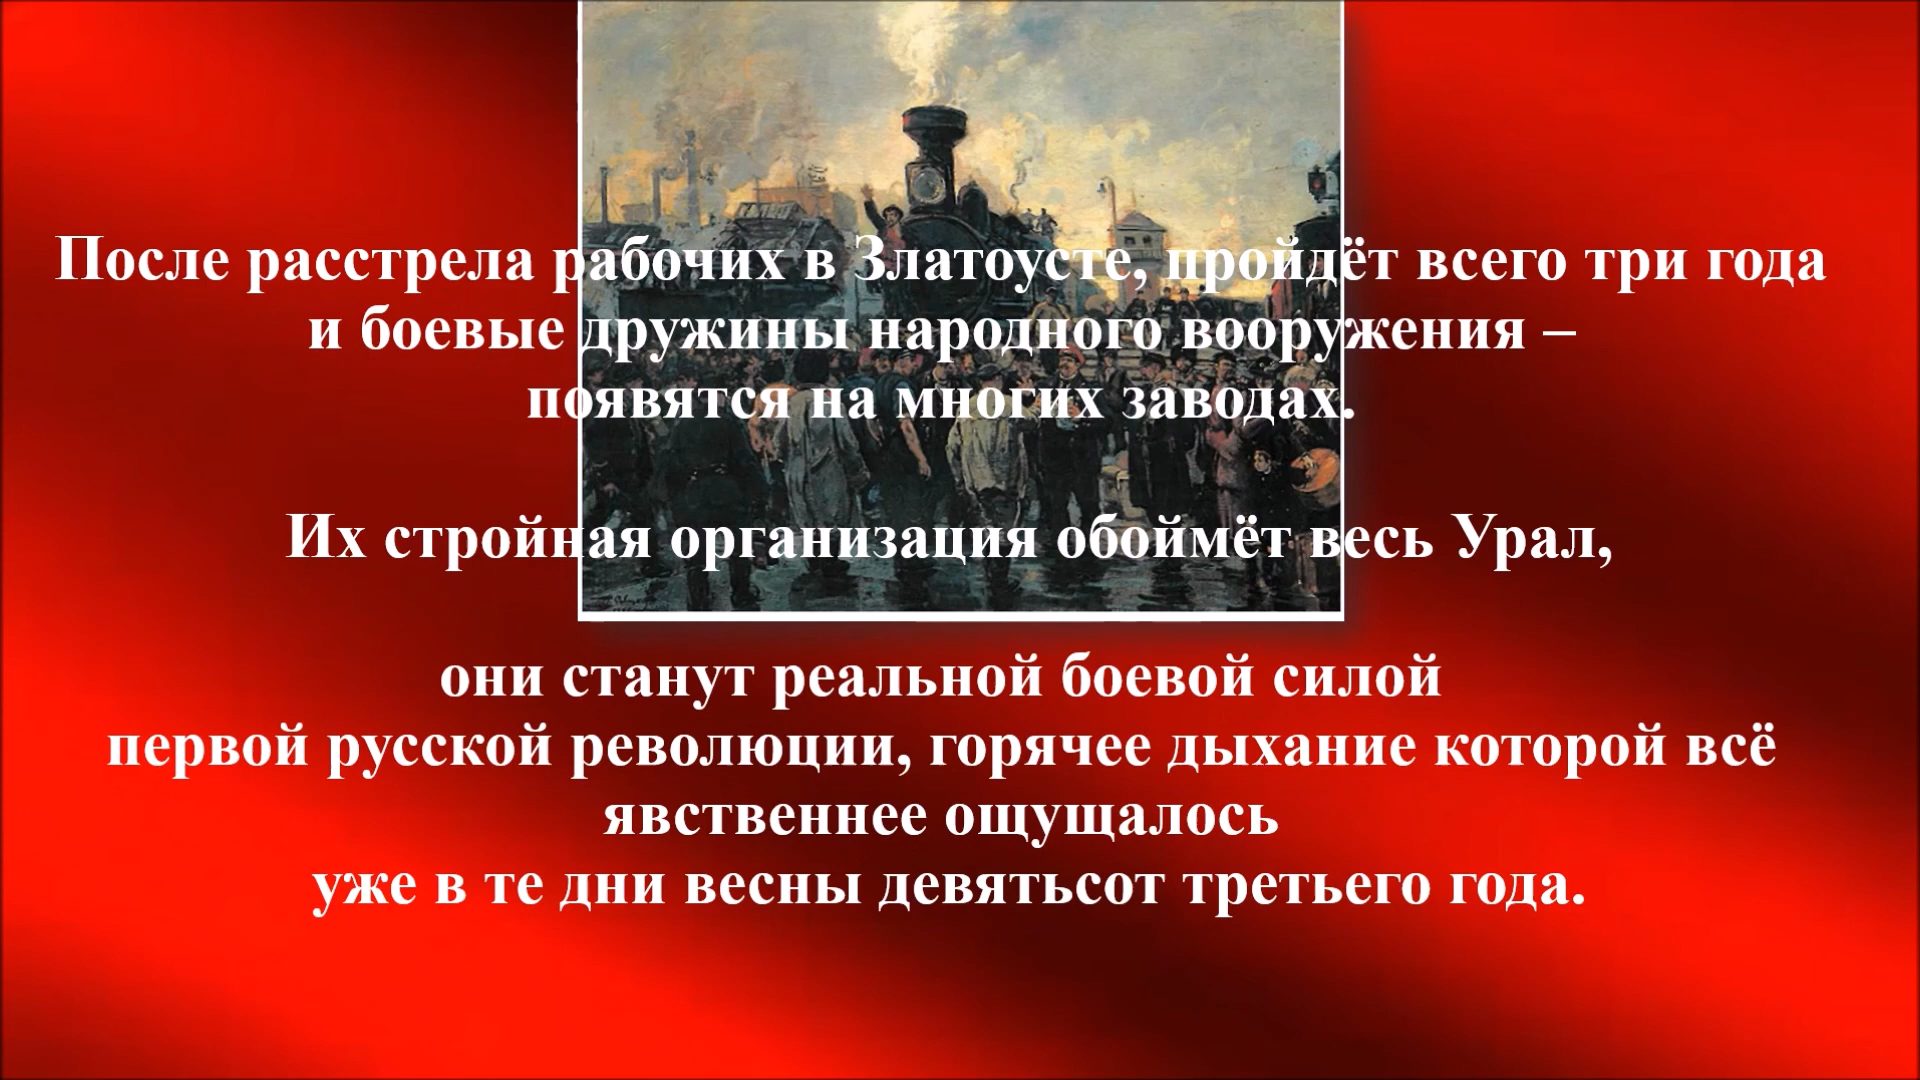 После расстрела рабочих в Златоусте, пройдёт всего три года
и боевые дружины народного вооружения –
появятся на многих заводах.
Их стройная организация обоймёт весь Урал,
они станут реальной боевой силой
первой русской революции, горячее дыхание которой всё
явственнее ощущалось
уже в те дни весны девятьсот третьего года.